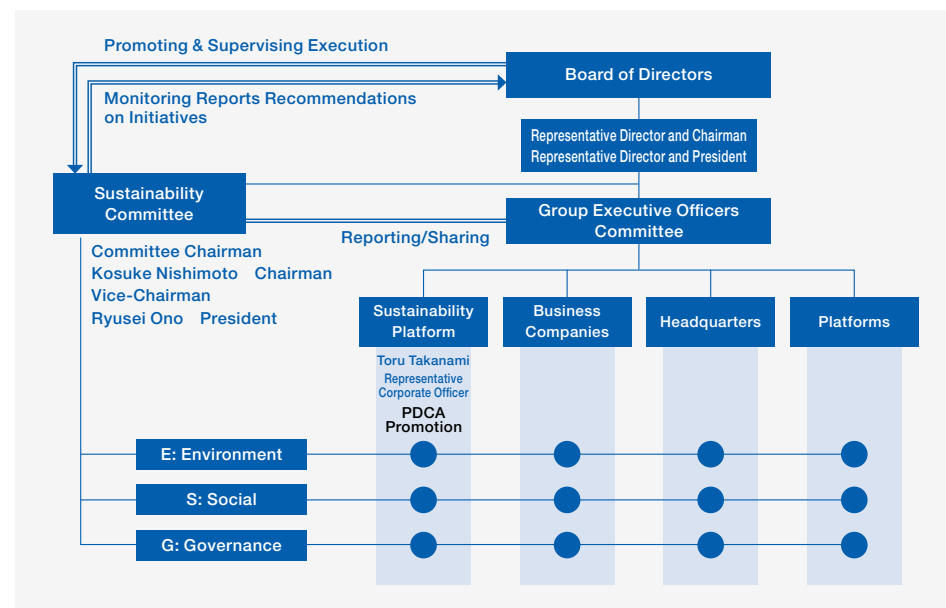 Promoting & Supervising Execution
Board of Directors
Monitoring Reports Recommendations
on Initiatives
Representative Director and Chairman
Representative Director and President
Sustainability
Committee
Group Executive Officers
Committee
Reporting/Sharing
Committee Chairman
Kosuke Nishimoto Chairman
Vice-Chairman
Ryusei Ono President
Sustainability
Platform
Business
Companies
Headquarters
Platforms
Toru Takanami
Representative
Corporate Officer
PDCA
Promotion
E: Environment
S: Social
G: Governance